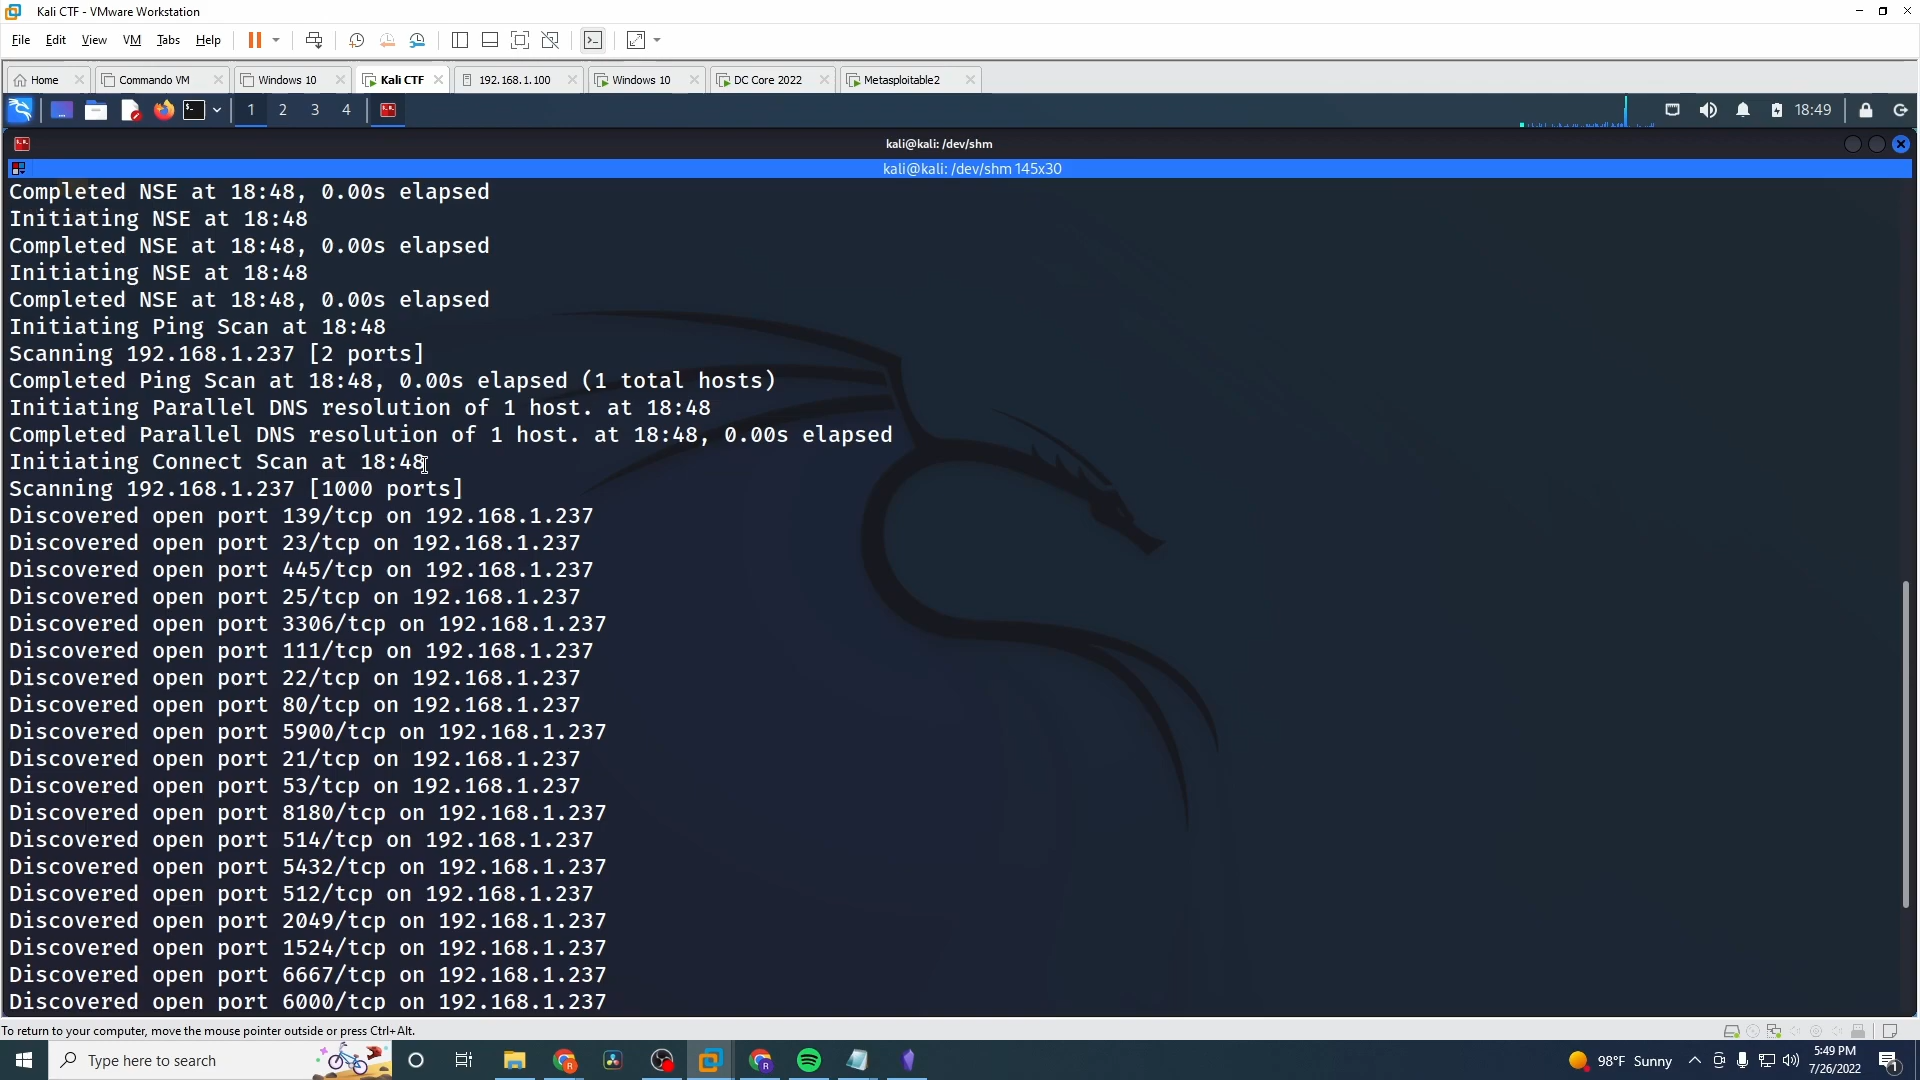 Kali CTF - VMware Workstation
File Edit View VM Tabs Help
Home Commando VM Windows 10 Kali CTF 192.168.1.100 Windows 10 DC Core 2022 Metasploitable2
1 2 3 4 18:49
kali@kali: /dev/shm
kali@kali: /dev/shm 145x30
Completed NSE at 18:48, 0.00s elapsed
Initiating NSE at 18:48
Completed NSE at 18:48, 0.00s elapsed
Initiating NSE at 18:48
Completed NSE at 18:48, 0.00s elapsed
Initiating Ping Scan at 18:48
Scanning 192.168.1.237 [2 ports]
Completed Ping Scan at 18:48, 0.00s elapsed (1 total hosts)
Initiating Parallel DNS resolution of 1 host. at 18:48
Completed Parallel DNS resolution of 1 host. at 18:48, 0.00s elapsed
Initiating Connect Scan at 18:48
Scanning 192.168.1.237 [1000 ports]
Discovered open port 139/tcp on 192.168.1.237
Discovered open port 23/tcp on 192.168.1.237
Discovered open port 445/tcp on 192.168.1.237
Discovered open port 25/tcp on 192.168.1.237
Discovered open port 3306/tcp on 192.168.1.237
Discovered open port 111/tcp on 192.168.1.237
Discovered open port 22/tcp on 192.168.1.237
Discovered open port 80/tcp on 192.168.1.237
Discovered open port 5900/tcp on 192.168.1.237
Discovered open port 21/tcp on 192.168.1.237
Discovered open port 53/tcp on 192.168.1.237
Discovered open port 8180/tcp on 192.168.1.237
Discovered open port 514/tcp on 192.168.1.237
Discovered open port 5432/tcp on 192.168.1.237
Discovered open port 512/tcp on 192.168.1.237
Discovered open port 2049/tcp on 192.168.1.237
Discovered open port 1524/tcp on 192.168.1.237
Discovered open port 6667/tcp on 192.168.1.237
Discovered open port 6000/tcp on 192.168.1.237
To return to your computer, move the mouse pointer outside or press Ctrl+Alt.
Type here to search
98°F Sunny
5:49 PM
7/26/2022
1